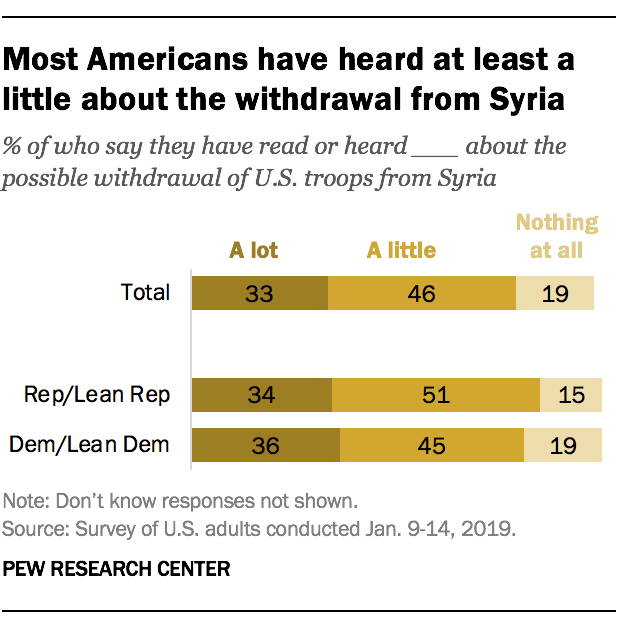 Most Americans have heard at least a
little about the withdrawal from Syria
% of who say they have read or heard ____ about the
possible withdrawal of U.S. troops from Syria
Nothing
A lot A little at all
Total 33 46 19
Rep/Lean Rep 34 51 15
Dem/Lean Dem 36 45 19
Note: Don’t know responses not shown.
Source: Survey of U.S. adults conducted Jan. 9-14, 2019.
PEW RESEARCH CENTER